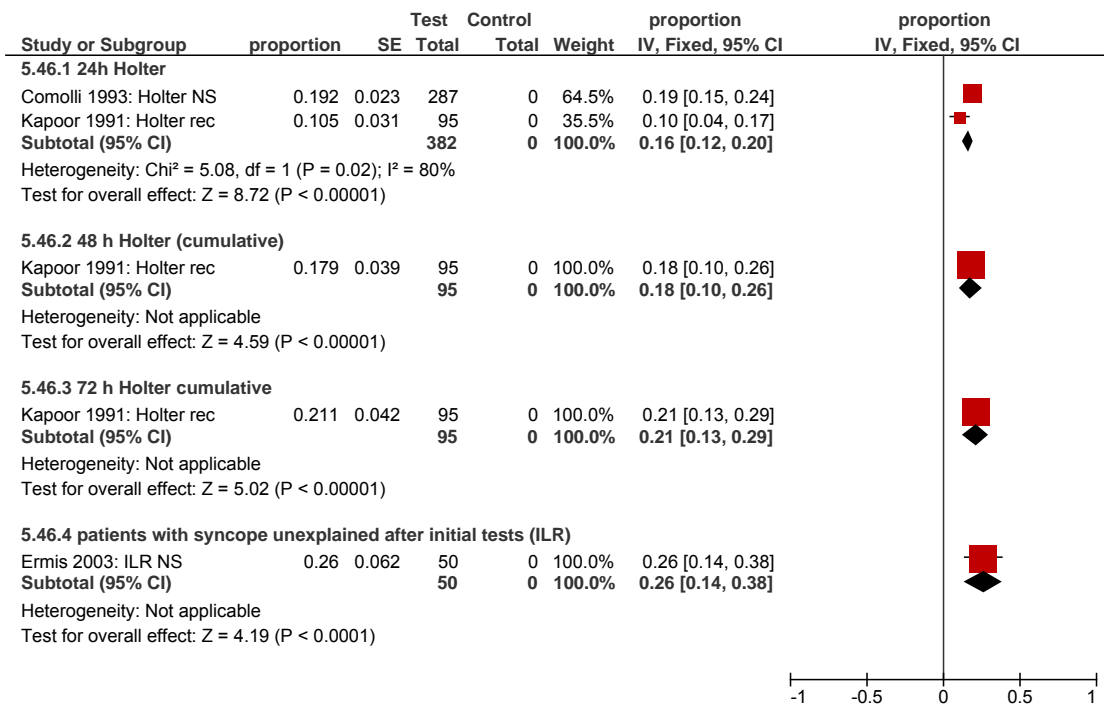 Test Control proportion proportion
Study or Subgroup proportion SE Total Total Weight IV, Fixed, 95% CI IV, Fixed, 95% CI
5.46.1 24h Holter
Comolli 1993: Holter NS 0.192 0.023 287 0 64.5% 0.19 [0.15, 0.24]
Kapoor 1991: Holter rec 0.105 0.031 95 0 35.5% 0.10 [0.04, 0.17]
Subtotal (95% CI) 382 0 100.0% 0.16 [0.12, 0.20]
Heterogeneity: Chi² = 5.08, df = 1 (P = 0.02); I² = 80%
Test for overall effect: Z = 8.72 (P < 0.00001)
5.46.2 48 h Holter (cumulative)
Kapoor 1991: Holter rec 0.179 0.039 95 0 100.0% 0.18 [0.10, 0.26]
Subtotal (95% CI) 95 0 100.0% 0.18 [0.10, 0.26]
Heterogeneity: Not applicable
Test for overall effect: Z = 4.59 (P < 0.00001)
5.46.3 72 h Holter cumulative
Kapoor 1991: Holter rec 0.211 0.042 95 0 100.0% 0.21 [0.13, 0.29]
Subtotal (95% CI) 95 0 100.0% 0.21 [0.13, 0.29]
Heterogeneity: Not applicable
Test for overall effect: Z = 5.02 (P < 0.00001)
5.46.4 patients with syncope unexplained after initial tests (ILR)
Ermis 2003: ILR NS 0.26 0.062 50 0 100.0% 0.26 [0.14, 0.38]
Subtotal (95% CI) 50 0 100.0% 0.26 [0.14, 0.38]
Heterogeneity: Not applicable
Test for overall effect: Z = 4.19 (P < 0.0001)
-1 -0.5 0 0.5 1